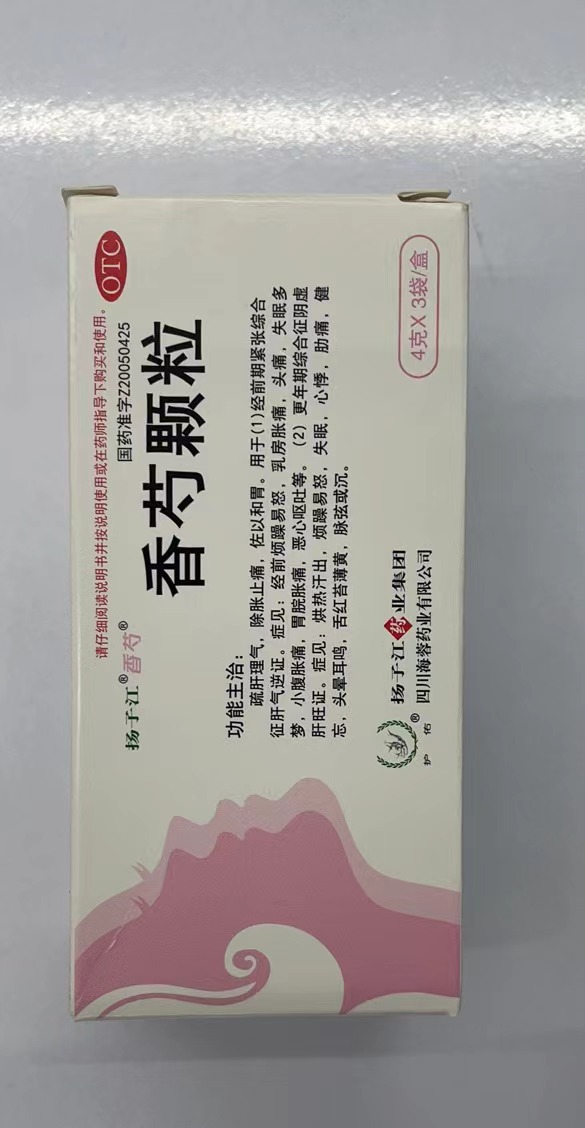 请仔细阅读说明书并按说明使用或在药师指导下购买和使用。
OTC
国药准字Z20050425
扬子江®香芍®
香芍颗粒
4克X 3袋/盒
功能主治：
疏肝理气，除胀止痛，佐以和胃。用于(1)经前期紧张综合
征肝气逆证。症见：经前烦躁易怒，乳房胀痛，头痛，失眠多
梦，小腹胀痛，胃脘胀痛，恶心呕吐等。(2) 更年期综合征阴虚
肝旺证。症见：烘热汗出，烦躁易怒，失眠，心悸，肋痛，健
忘，头晕耳鸣，舌红苔薄黄，脉弦或沉。
护佑®
扬子江药业集团
四川海蓉药业有限公司